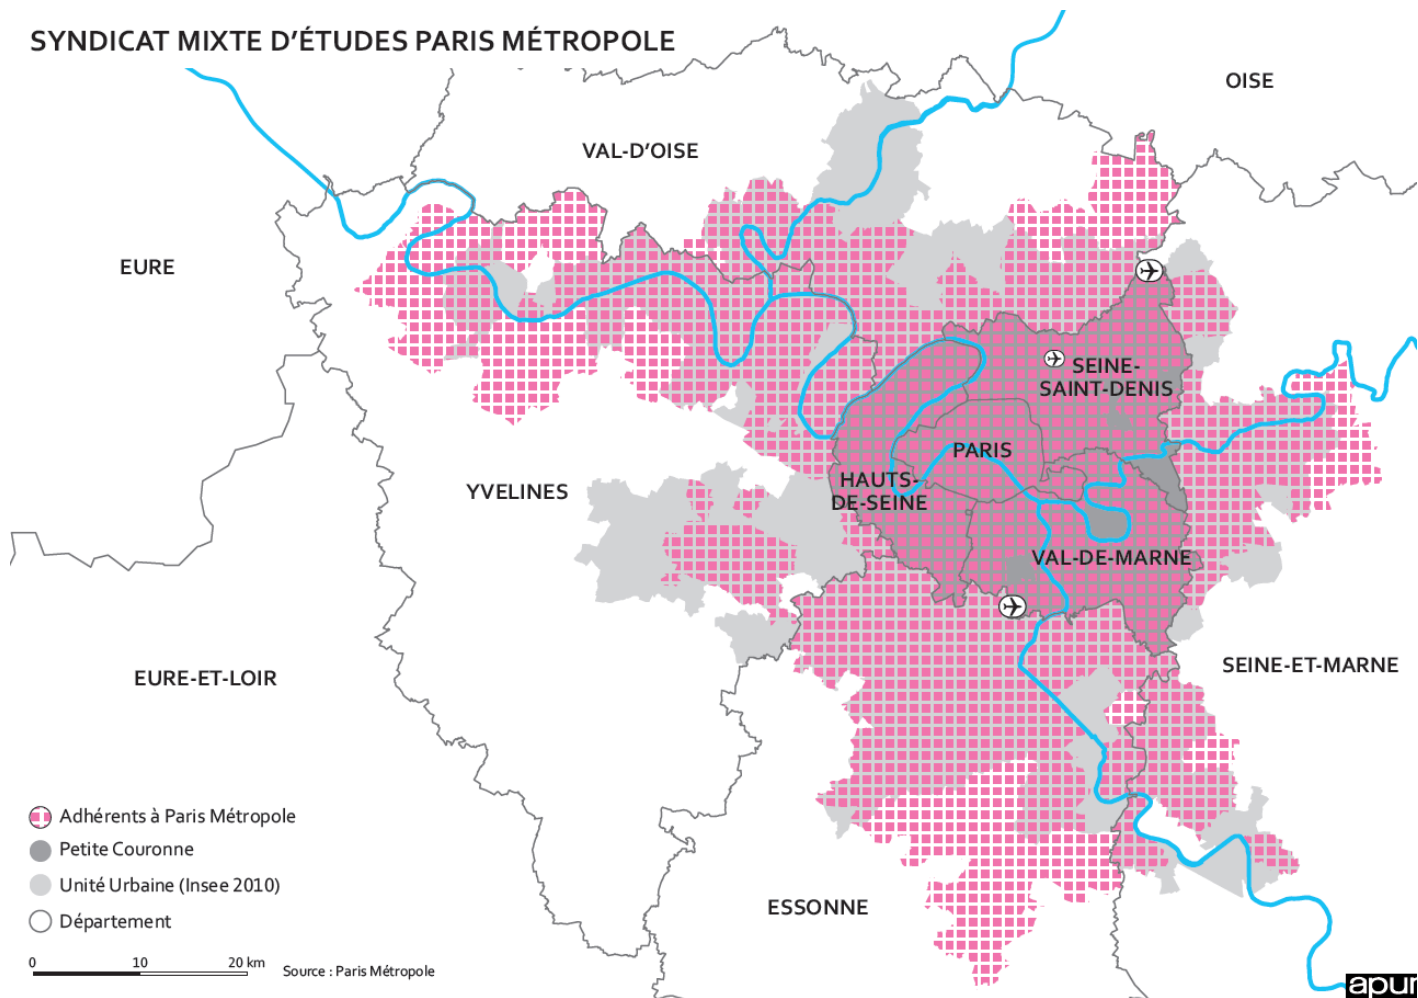 SYNDICAT MIXTE D’ÉTUDES PARIS MÉTROPOLE
OISE
VAL-D’OISE
EURE
SEINE-
SAINT-DENIS
PARIS
HAUTS-
DE-SEINE
YVELINES
VAL-DE-MARNE
SEINE-ET-MARNE
EURE-ET-LOIR
ESSONNE
Adhérents à Paris Métropole
Petite Couronne
Unité Urbaine (Insee 2010)
Département
0 10 20 km
Source : Paris Métropole
apur